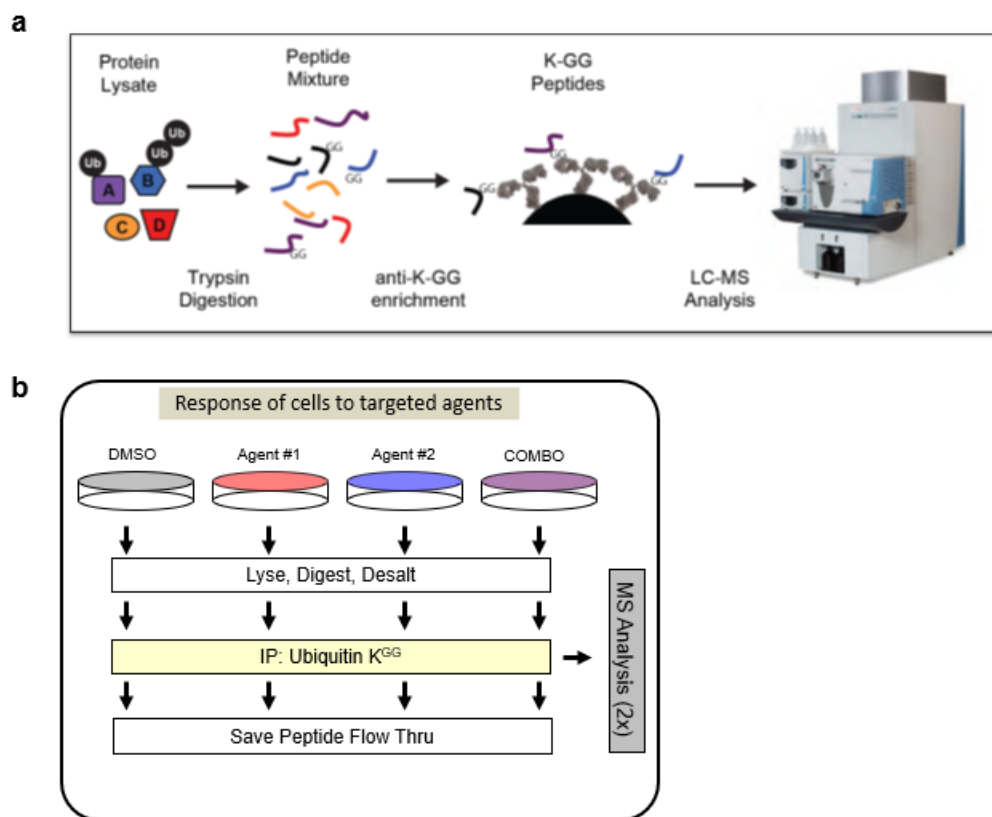 a
Protein
Lysate
Peptide
Mixture
K-GG
Peptides
Ub
Ub
Ub
A
B
C
D
GG
GG
GG
GG
GG
GG
Trypsin
Digestion
anti-K-GG
enrichment
LC-MS
Analysis
b
Response of cells to targeted agents
DMSO
Agent #1
Agent #2
COMBO
Lyse, Digest, Desalt
IP: Ubiquitin KGG
Save Peptide Flow Thru
MS Analysis (2x)